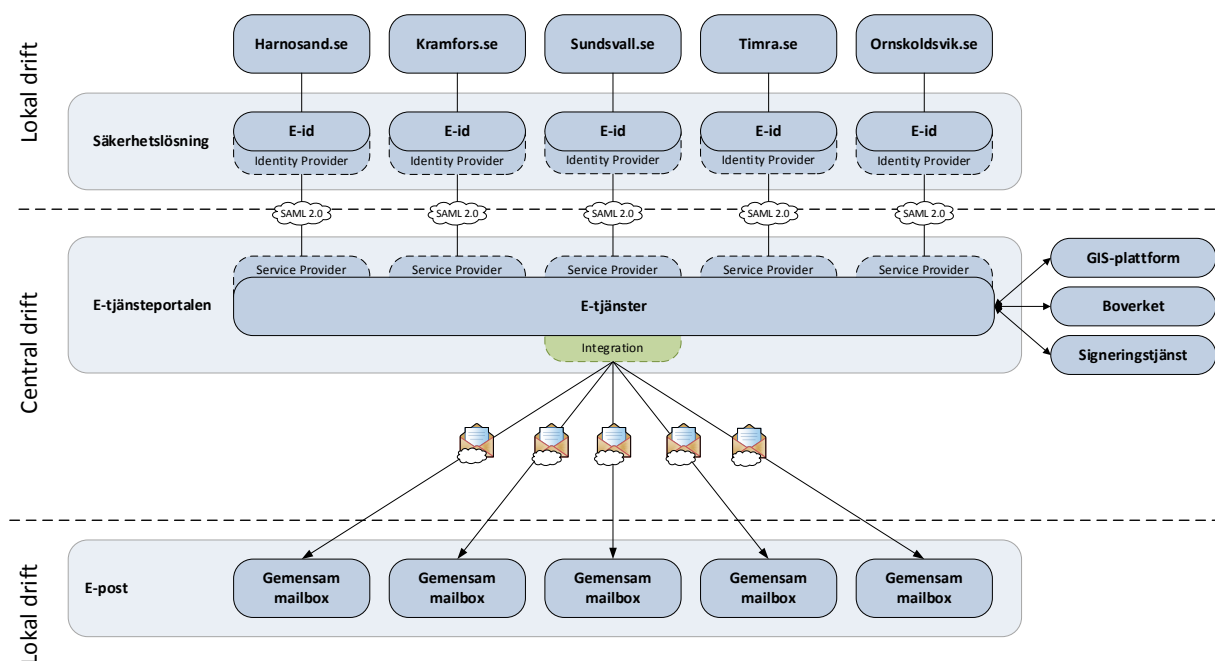 Lokal drift
Harnosand.se
Kramfors.se
Sundsvall.se
Timra.se
Ornskoldsvik.se
Säkerhetslösning
E-id
E-id
E-id
E-id
E-id
Identity Provider
Identity Provider
Identity Provider
Identity Provider
Identity Provider
SAML 2.0
SAML 2.0
SAML 2.0
SAML 2.0
SAML 2.0
Central drift
Service Provider
Service Provider
Service Provider
Service Provider
Service Provider
E-tjänsteportalen
E-tjänster
Integration
GIS-plattform
Boverket
Signeringstjänst
Lokal drift
E-post
Gemensam
mailbox
Gemensam
mailbox
Gemensam
mailbox
Gemensam
mailbox
Gemensam
mailbox